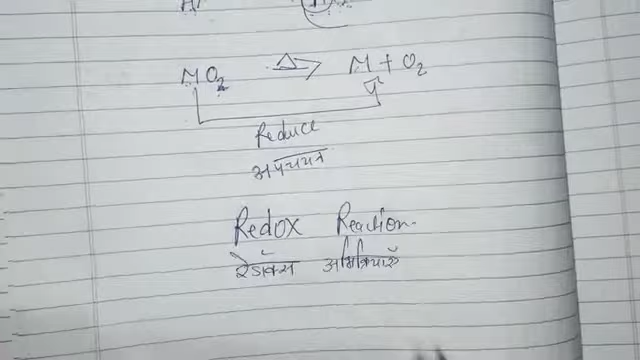 MO₂ Δ→ M + O₂
Reduce
अपचयन
Redox Reaction
रेडॉक्स अभिक्रियाएँ